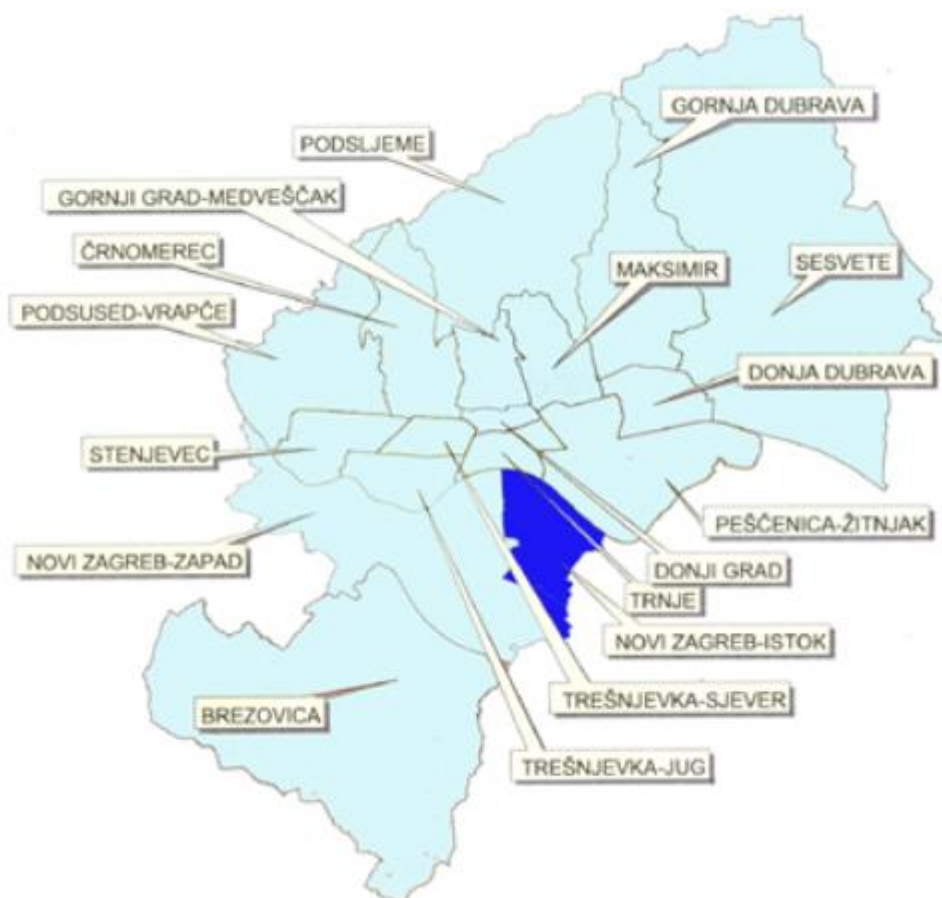 GORNJA DUBRAVA
PODSLJEME
GORNJI GRAD-MEDVEŠČAK
ČRNOMEREC
MAKSIMIR
SESVETE
PODSUSED-VRAPČE
DONJA DUBRAVA
STENJEVEC
PEŠČENICA-ŽITNJAK
NOVI ZAGREB-ZAPAD
DONJI GRAD
TRNJE
NOVI ZAGREB-ISTOK
TREŠNJEVKA-SJEVER
BREZOVICA
TREŠNJEVKA-JUG